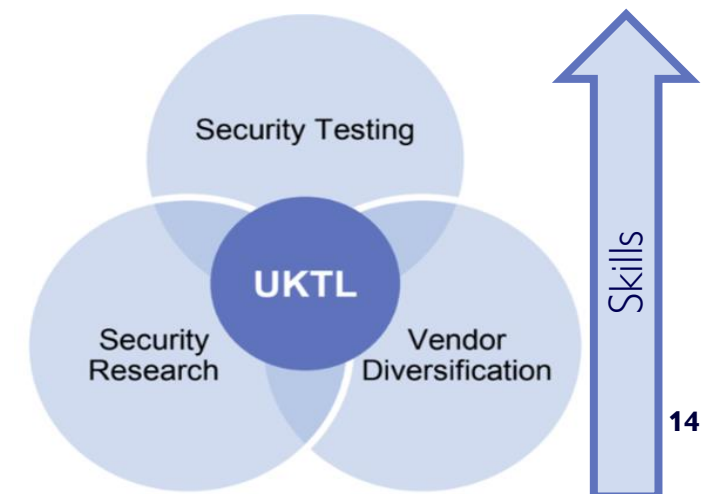 Security Testing
UKTL
Security
Research
Vendor
Diversification
Skills
14